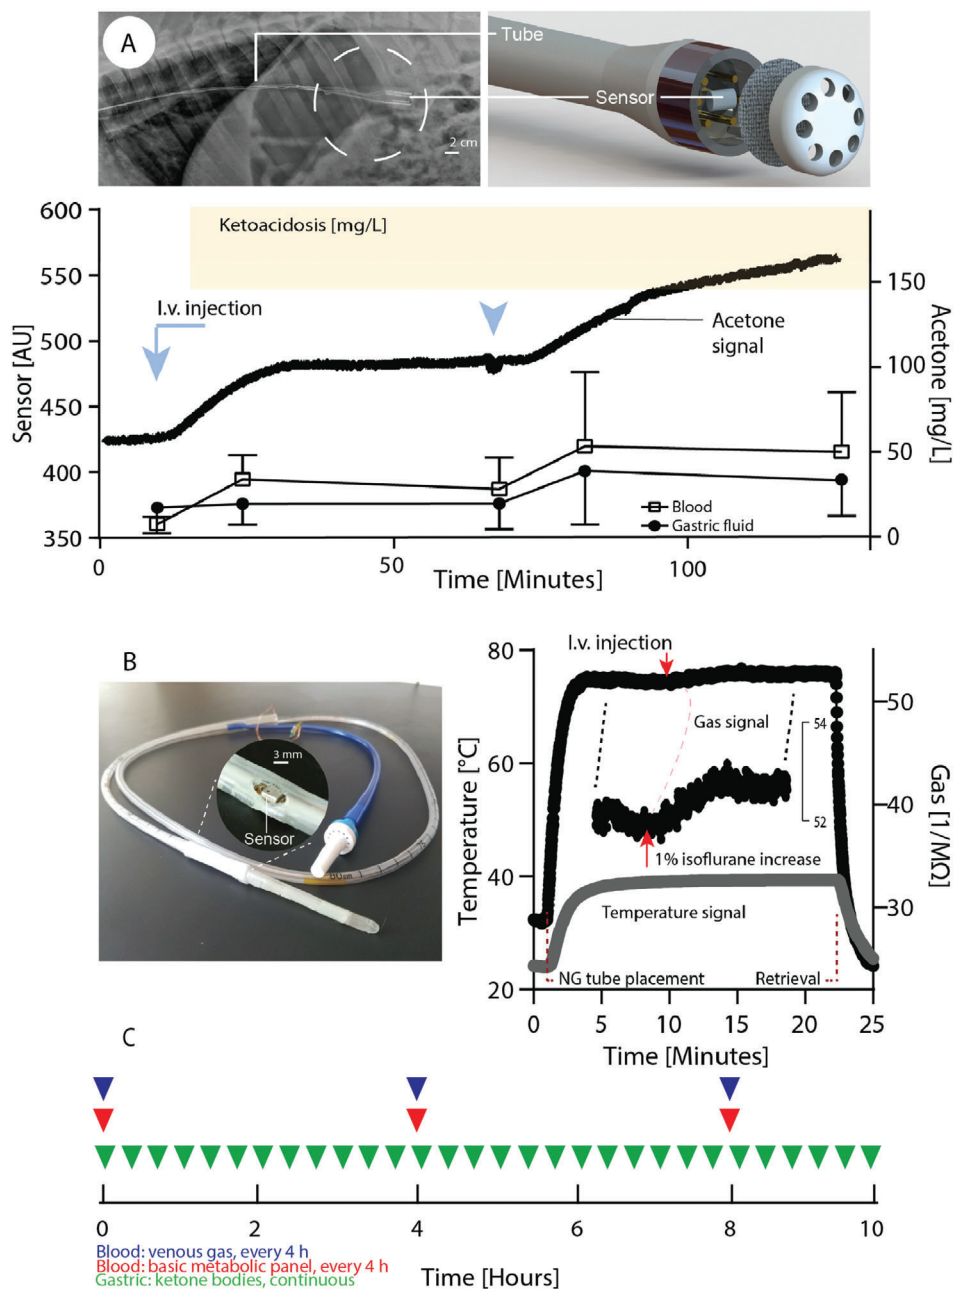 A
Tube
Sensor
2 cm
600
550
500
450
400
350
Sensor [AU]
Ketoacidosis [mg/L]
I.v. injection
Acetone
signal
150
100
50
0
Acetone
[mg/L]
Blood
Gastric fluid
0
50
100
Time [Minutes]
B
3 mm
Sensor
80
60
40
20
Temperature [°C]
I.v. injection
Gas signal
54
52
1% isoflurane increase
Temperature signal
NG tube placement
Retrieval
50
40
30
Gas [1/MΩ]
0 5 10 15 20 25
Time [Minutes]
C
0 2 4 6 8 10
Blood: venous gas, every 4 h
Blood: basic metabolic panel, every 4 h
Gastric: ketone bodies, continuous
Time [Hours]